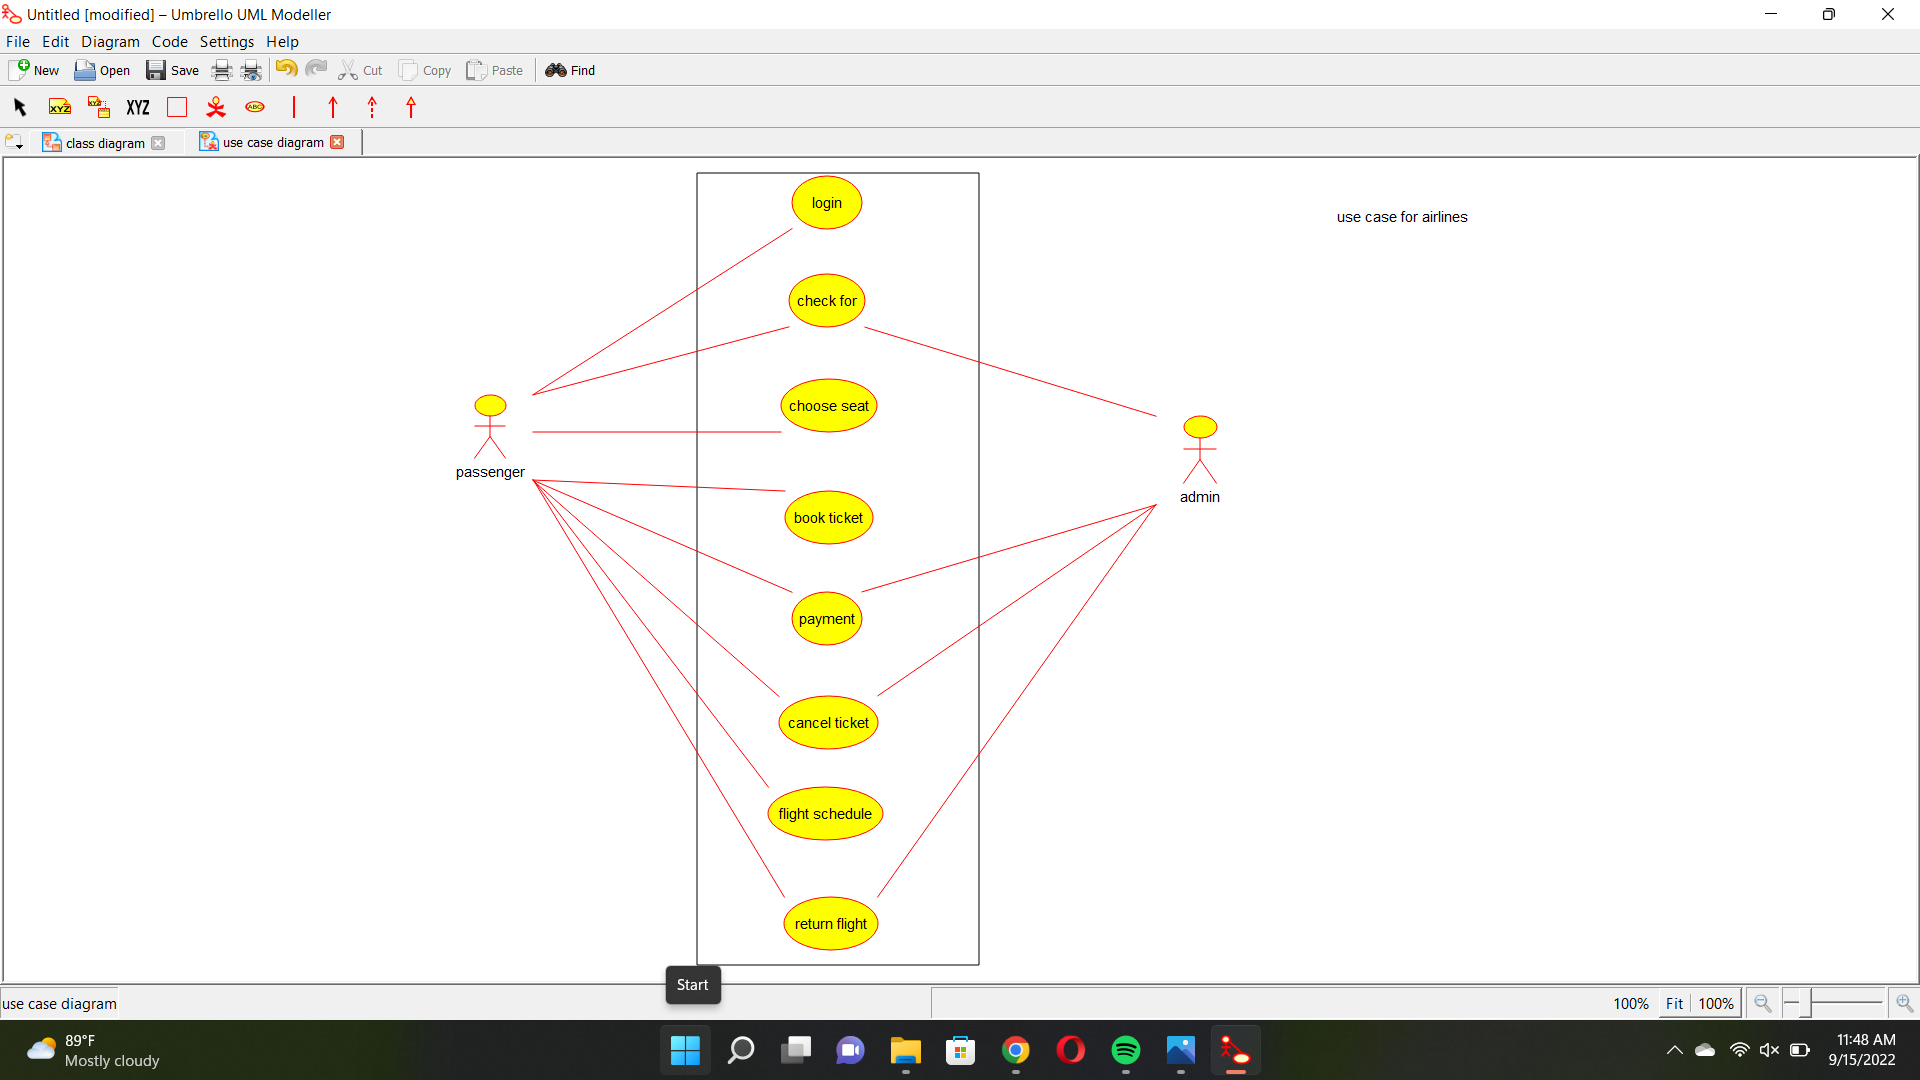 Untitled [modified] – Umbrello UML Modeller
File Edit Diagram Code Settings Help
New Open Save Cut Copy Paste Find
XYZ XYZ XYZ ABC
class diagram use case diagram
login
use case for airlines
check for
choose seat
passenger
admin
book ticket
payment
cancel ticket
flight schedule
return flight
Start
use case diagram 100% Fit 100%
89°F
Mostly cloudy
11:48 AM
9/15/2022